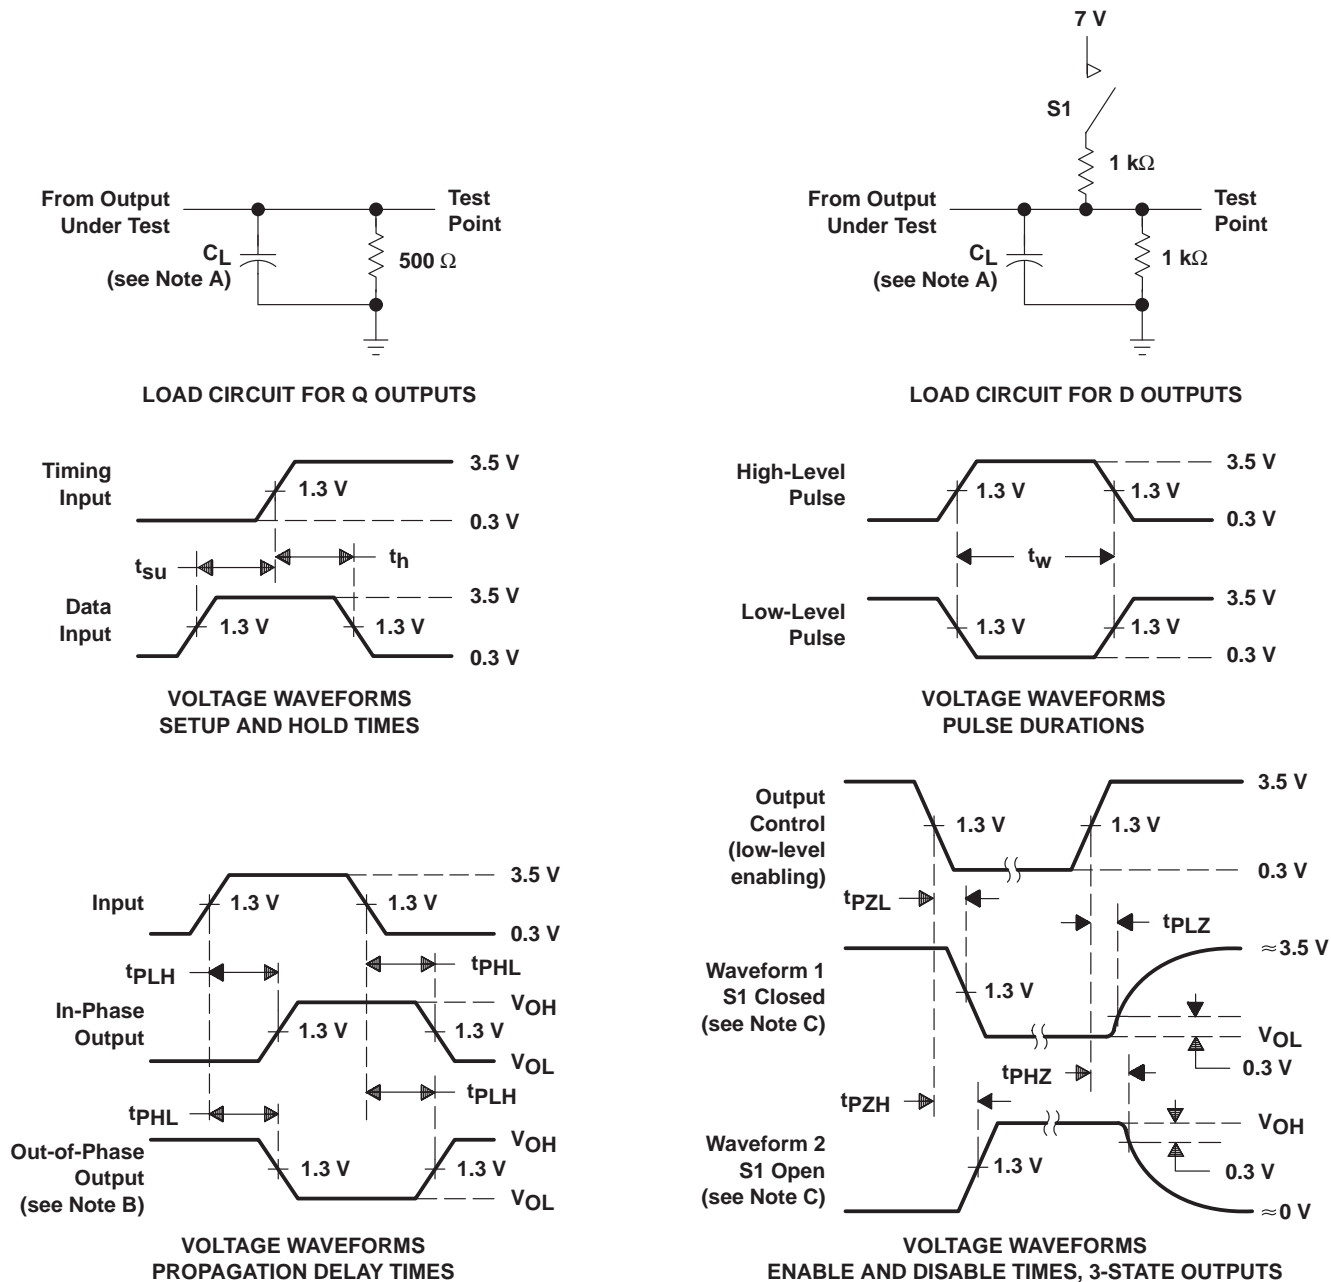 7 V
S1
1 kΩ
From Output
Under Test
Test
Point
CL
(see Note A)
500 Ω
From Output
Under Test
Test
Point
CL
(see Note A)
1 kΩ
LOAD CIRCUIT FOR Q OUTPUTS
LOAD CIRCUIT FOR D OUTPUTS
Timing
Input
3.5 V
1.3 V
0.3 V
tsu
th
Data
Input
3.5 V
1.3 V
1.3 V
0.3 V
VOLTAGE WAVEFORMS
SETUP AND HOLD TIMES
High-Level
Pulse
3.5 V
1.3 V
1.3 V
0.3 V
tw
Low-Level
Pulse
3.5 V
1.3 V
1.3 V
0.3 V
VOLTAGE WAVEFORMS
PULSE DURATIONS
Input
3.5 V
1.3 V
1.3 V
0.3 V
tPLH
tPHL
In-Phase
Output
VOH
1.3 V
1.3 V
VOL
tPHL
tPLH
Out-of-Phase
Output
(see Note B)
VOH
1.3 V
1.3 V
VOL
VOLTAGE WAVEFORMS
PROPAGATION DELAY TIMES
Output
Control
(low-level
enabling)
3.5 V
1.3 V
1.3 V
0.3 V
tPZL
tPLZ
Waveform 1
S1 Closed
(see Note C)
≈3.5 V
1.3 V
VOL
0.3 V
tPZH
tPHZ
Waveform 2
S1 Open
(see Note C)
VOH
1.3 V
0.3 V
≈0 V
VOLTAGE WAVEFORMS
ENABLE AND DISABLE TIMES, 3-STATE OUTPUTS